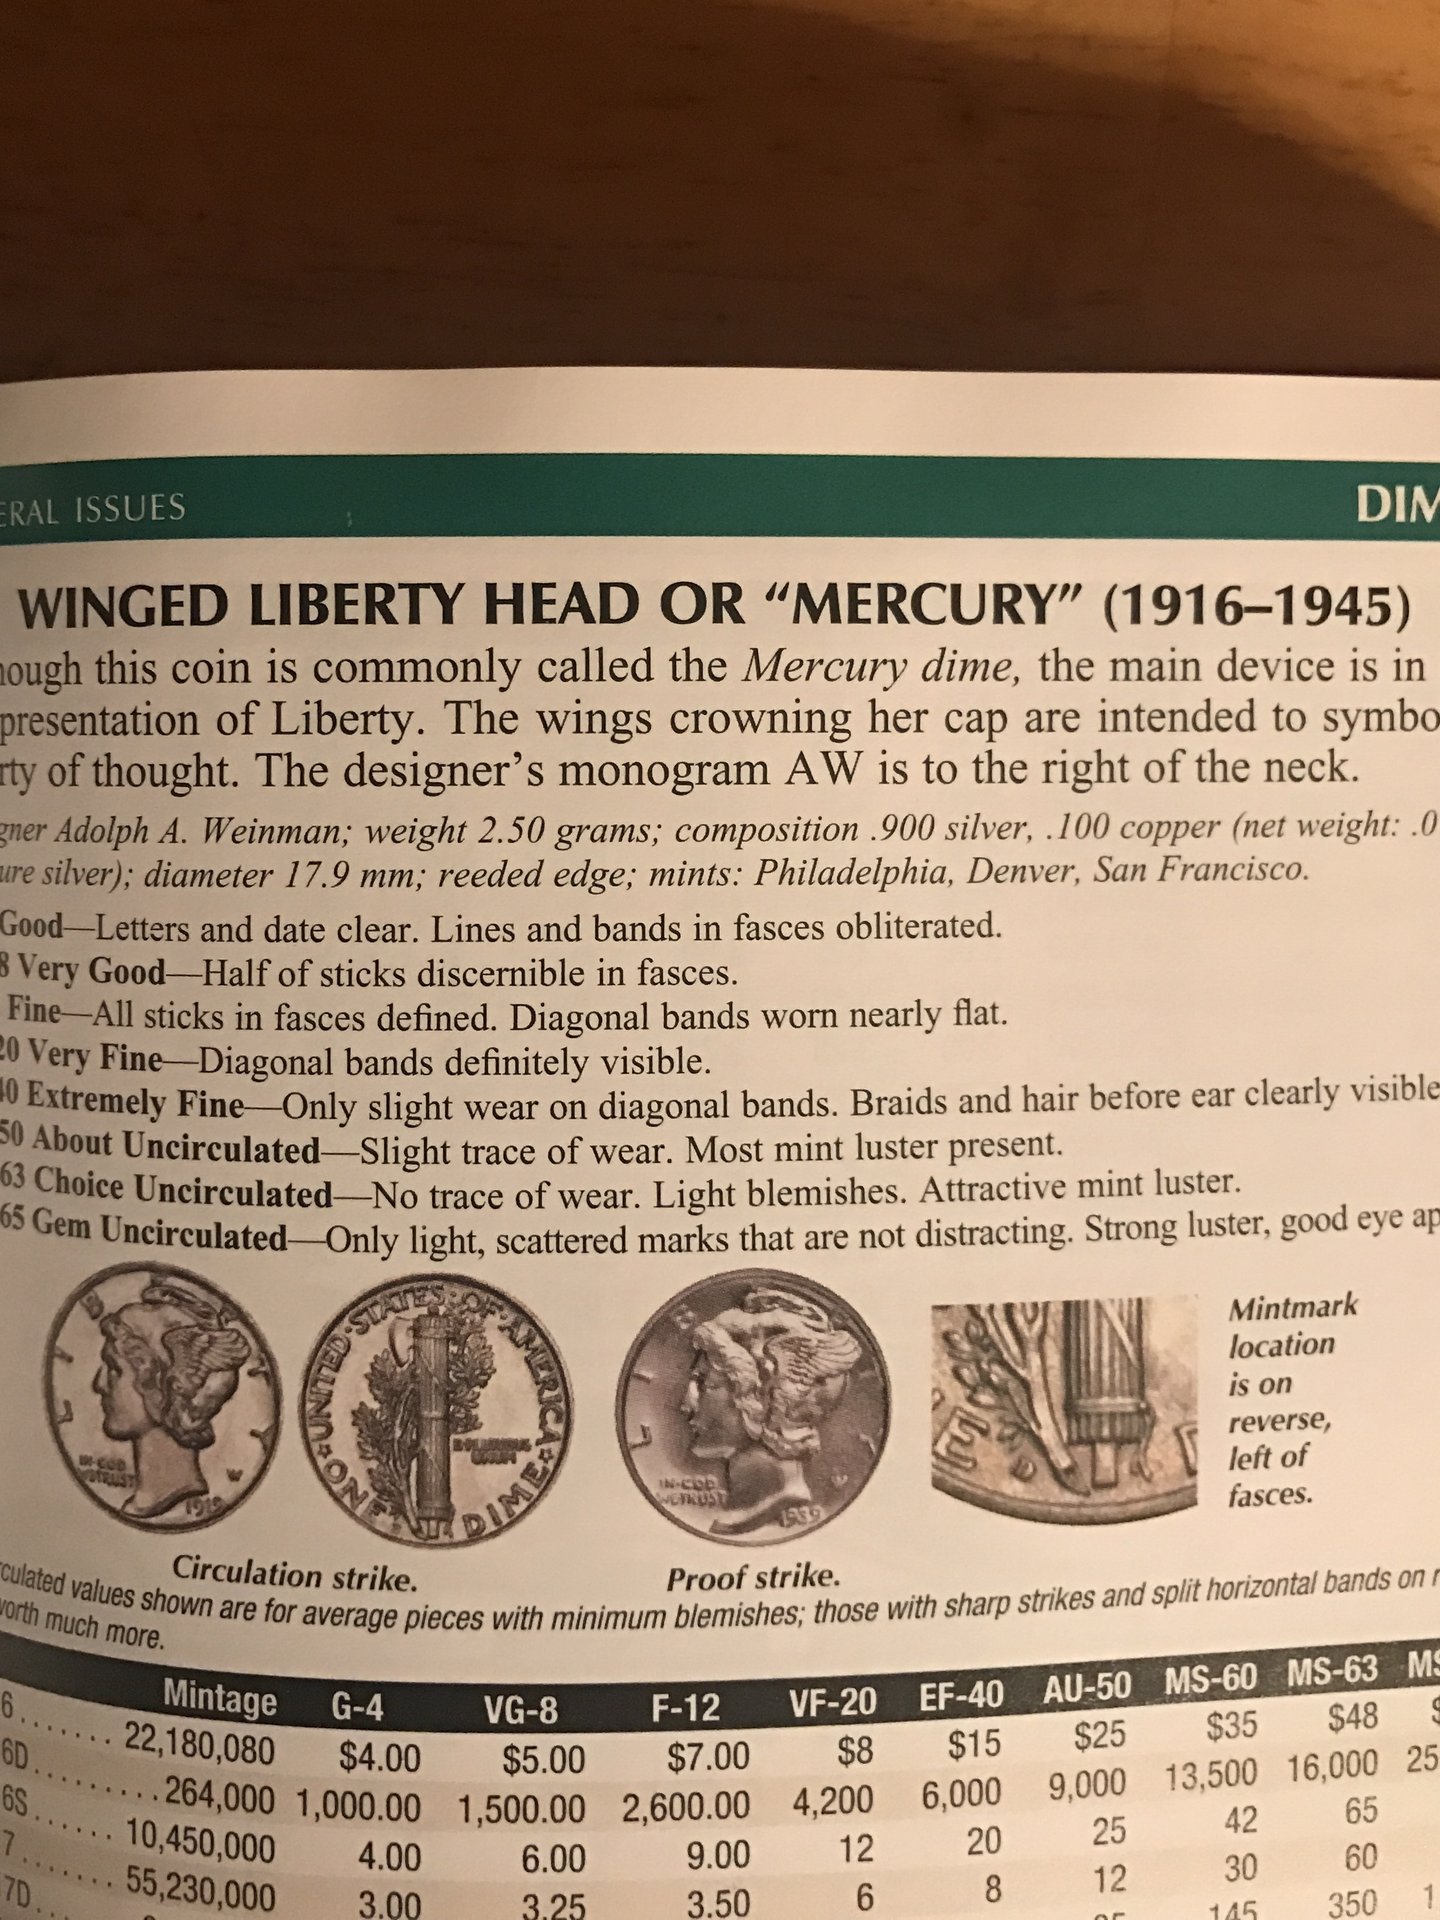 ERAL ISSUES
DIM
WINGED LIBERTY HEAD OR “MERCURY” (1916–1945)
hough this coin is commonly called the Mercury dime, the main device is in
presentation of Liberty. The wings crowning her cap are intended to symbo
rty of thought. The designer’s monogram AW is to the right of the neck.
gner Adolph A. Weinman; weight 2.50 grams; composition .900 silver, .100 copper (net weight: .0
ure silver); diameter 17.9 mm; reeded edge; mints: Philadelphia, Denver, San Francisco.
Good—Letters and date clear. Lines and bands in fasces obliterated.
8 Very Good—Half of sticks discernible in fasces.
Fine—All sticks in fasces defined. Diagonal bands worn nearly flat.
20 Very Fine—Diagonal bands definitely visible.
40 Extremely Fine—Only slight wear on diagonal bands. Braids and hair before ear clearly visible
50 About Uncirculated—Slight trace of wear. Most mint luster present.
63 Choice Uncirculated—No trace of wear. Light blemishes. Attractive mint luster.
65 Gem Uncirculated—Only light, scattered marks that are not distracting. Strong luster, good eye ap
UNITED·STATES·OF·AMERICA
E·PLURIBUS
UNUM
ONE DIME
IN·GOD
WE TRUST
1939
Mintmark
location
is on
reverse,
left of
fasces.
Circulation strike.
Proof strike.
rculated values shown are for average pieces with minimum blemishes; those with sharp strikes and split horizontal bands on r
worth much more.
Mintage G-4 VG-8 F-12 VF-20 EF-40 AU-50 MS-60 MS-63 MS
6....... 22,180,080 $4.00 $5.00 $7.00 $8 $15 $25 $35 $48 $
6D......... 264,000 1,000.00 1,500.00 2,600.00 4,200 6,000 9,000 13,500 16,000 25
6S....... 10,450,000 4.00 6.00 9.00 12 20 25 42 65
7....... 55,230,000 3.00 3.25 3.50 6 8 12 30 60
7D... 145 350 1